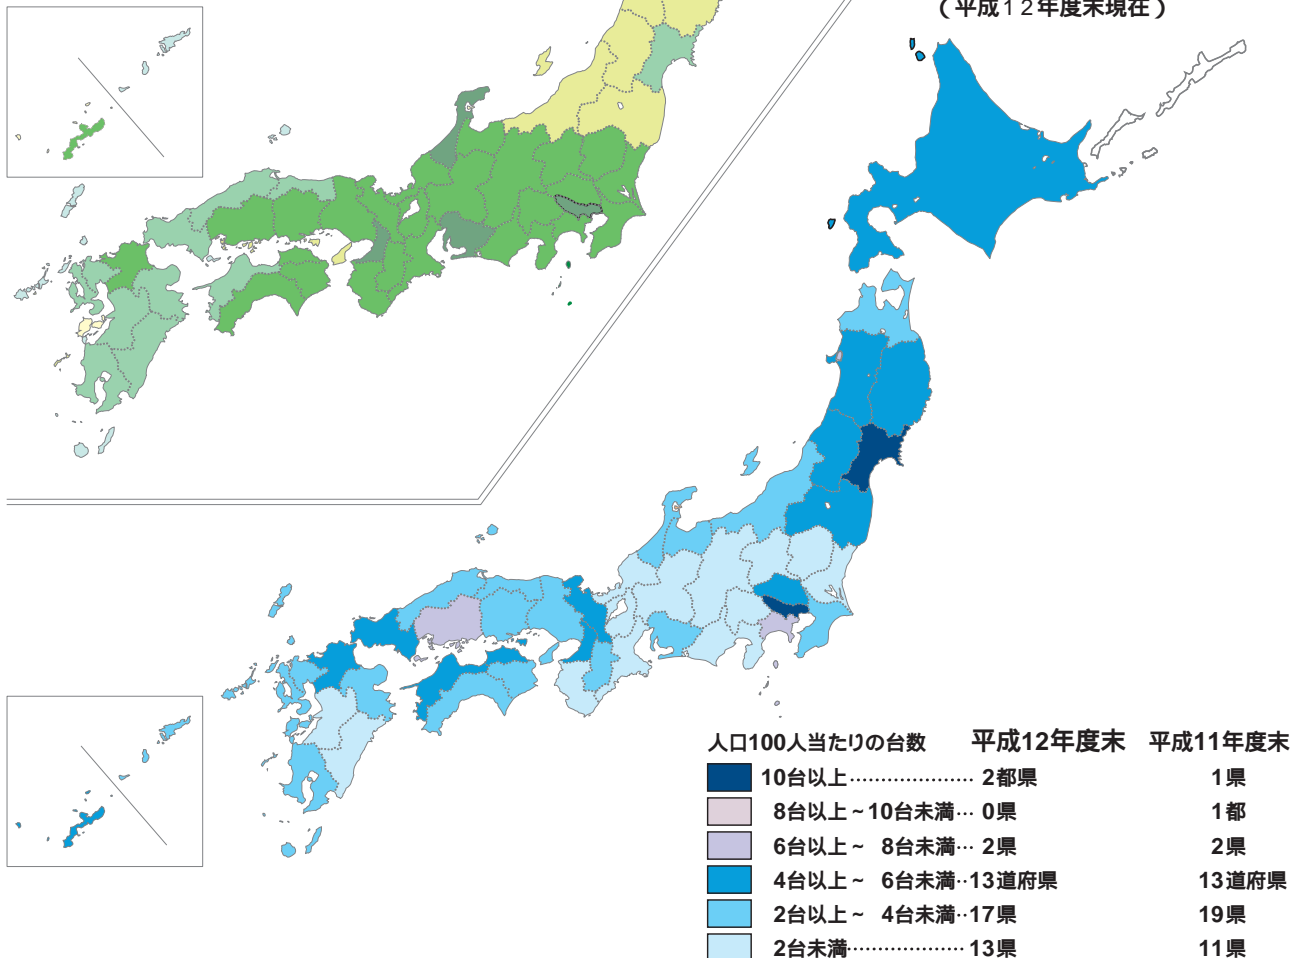 (平成12年度末現在)
人口100人当たりの台数 平成12年度末 平成11年度末
10台以上………………… 2都県 1県
8台以上~10台未満… 0県 1都
6台以上~ 8台未満… 2県 2県
4台以上~ 6台未満‥13道府県 13道府県
2台以上~ 4台未満‥17県 19県
2台未満……………… 13県 11県